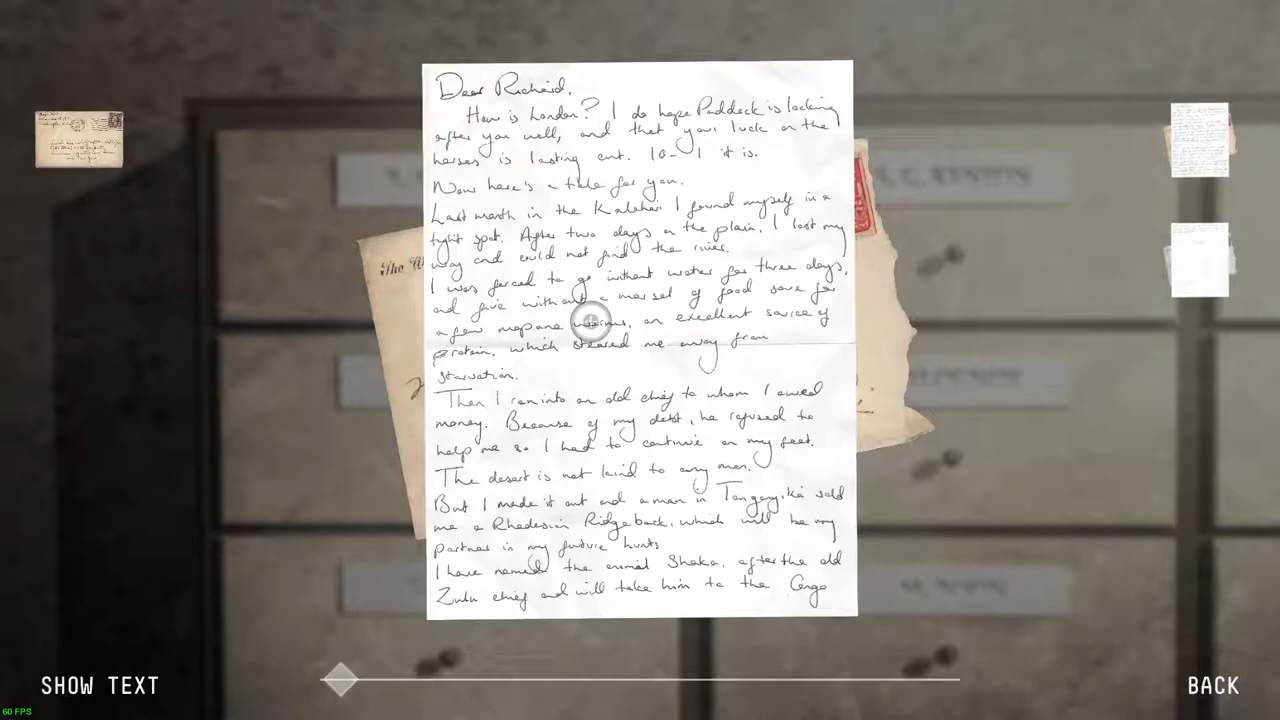 Dear Richard,
How is London? I do hope Paddock is looking
after you well, and that your luck on the
horses is lasting out. 10-1 it is.
Now here's a tale for you.
Last month in the Kalahari I found myself in a
tight spot. After two days on the plain, I lost my
way and could not find the river.
I was forced to go without water for three days,
and five without a morsel of food save for
a few mopane worms, an excellent source of
protein, which steered me away from
starvation.
Then I ran into an old chief to whom I owed
money. Because of my debt, he refused to
help me so I had to continue on my feet.
The desert is not kind to any man.
But I made it out and a man in Tanganyika sold
me a Rhodesian Ridgeback, which will be my
partner in my future hunts
I have named the animal Shaka, after the old
Zulu chief and will take him to the Congo
The
SHOW TEXT
BACK
60 FPS